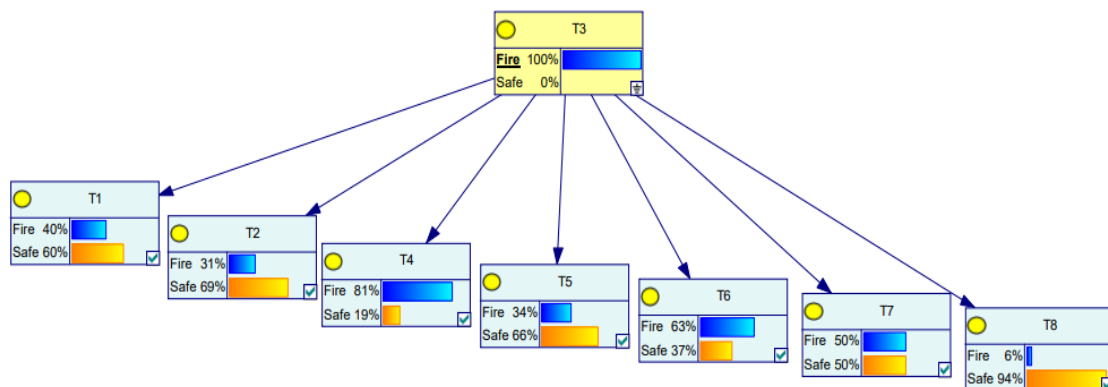 T3
Fire 100%
Safe 0%
T1
Fire 40%
Safe 60%
T2
Fire 31%
Safe 69%
T4
Fire 81%
Safe 19%
T5
Fire 34%
Safe 66%
T6
Fire 63%
Safe 37%
T7
Fire 50%
Safe 50%
T8
Fire 6%
Safe 94%